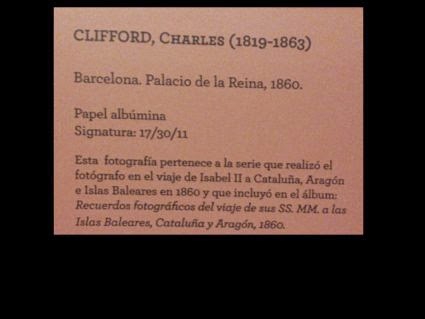 CLIFFORD, CHARLES (1819-1863)
Barcelona. Palacio de la Reina, 1860.
Papel albúmina
Signatura: 17/30/11
Esta fotografía pertenece a la serie que realizó el
fotógrafo en el viaje de Isabel II a Cataluña, Aragón
e Islas Baleares en 1860 y que incluyó en el álbum:
Recuerdos fotográficos del viaje de sus SS. MM. a las
Islas Baleares, Cataluña y Aragón, 1860.